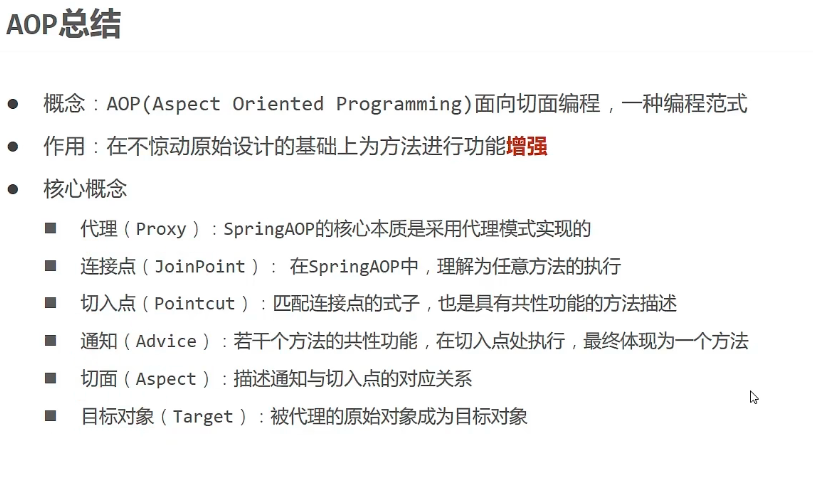 AOP总结
● 概念：AOP(Aspect Oriented Programming)面向切面编程，一种编程范式
● 作用：在不惊动原始设计的基础上为方法进行功能增强
● 核心概念
■ 代理（Proxy）：SpringAOP的核心本质是采用代理模式实现的
■ 连接点（JoinPoint）： 在SpringAOP中，理解为任意方法的执行
■ 切入点（Pointcut）：匹配连接点的式子，也是具有共性功能的方法描述
■ 通知（Advice）：若干个方法的共性功能，在切入点处执行，最终体现为一个方法
■ 切面（Aspect）：描述通知与切入点的对应关系
■ 目标对象（Target）：被代理的原始对象成为目标对象